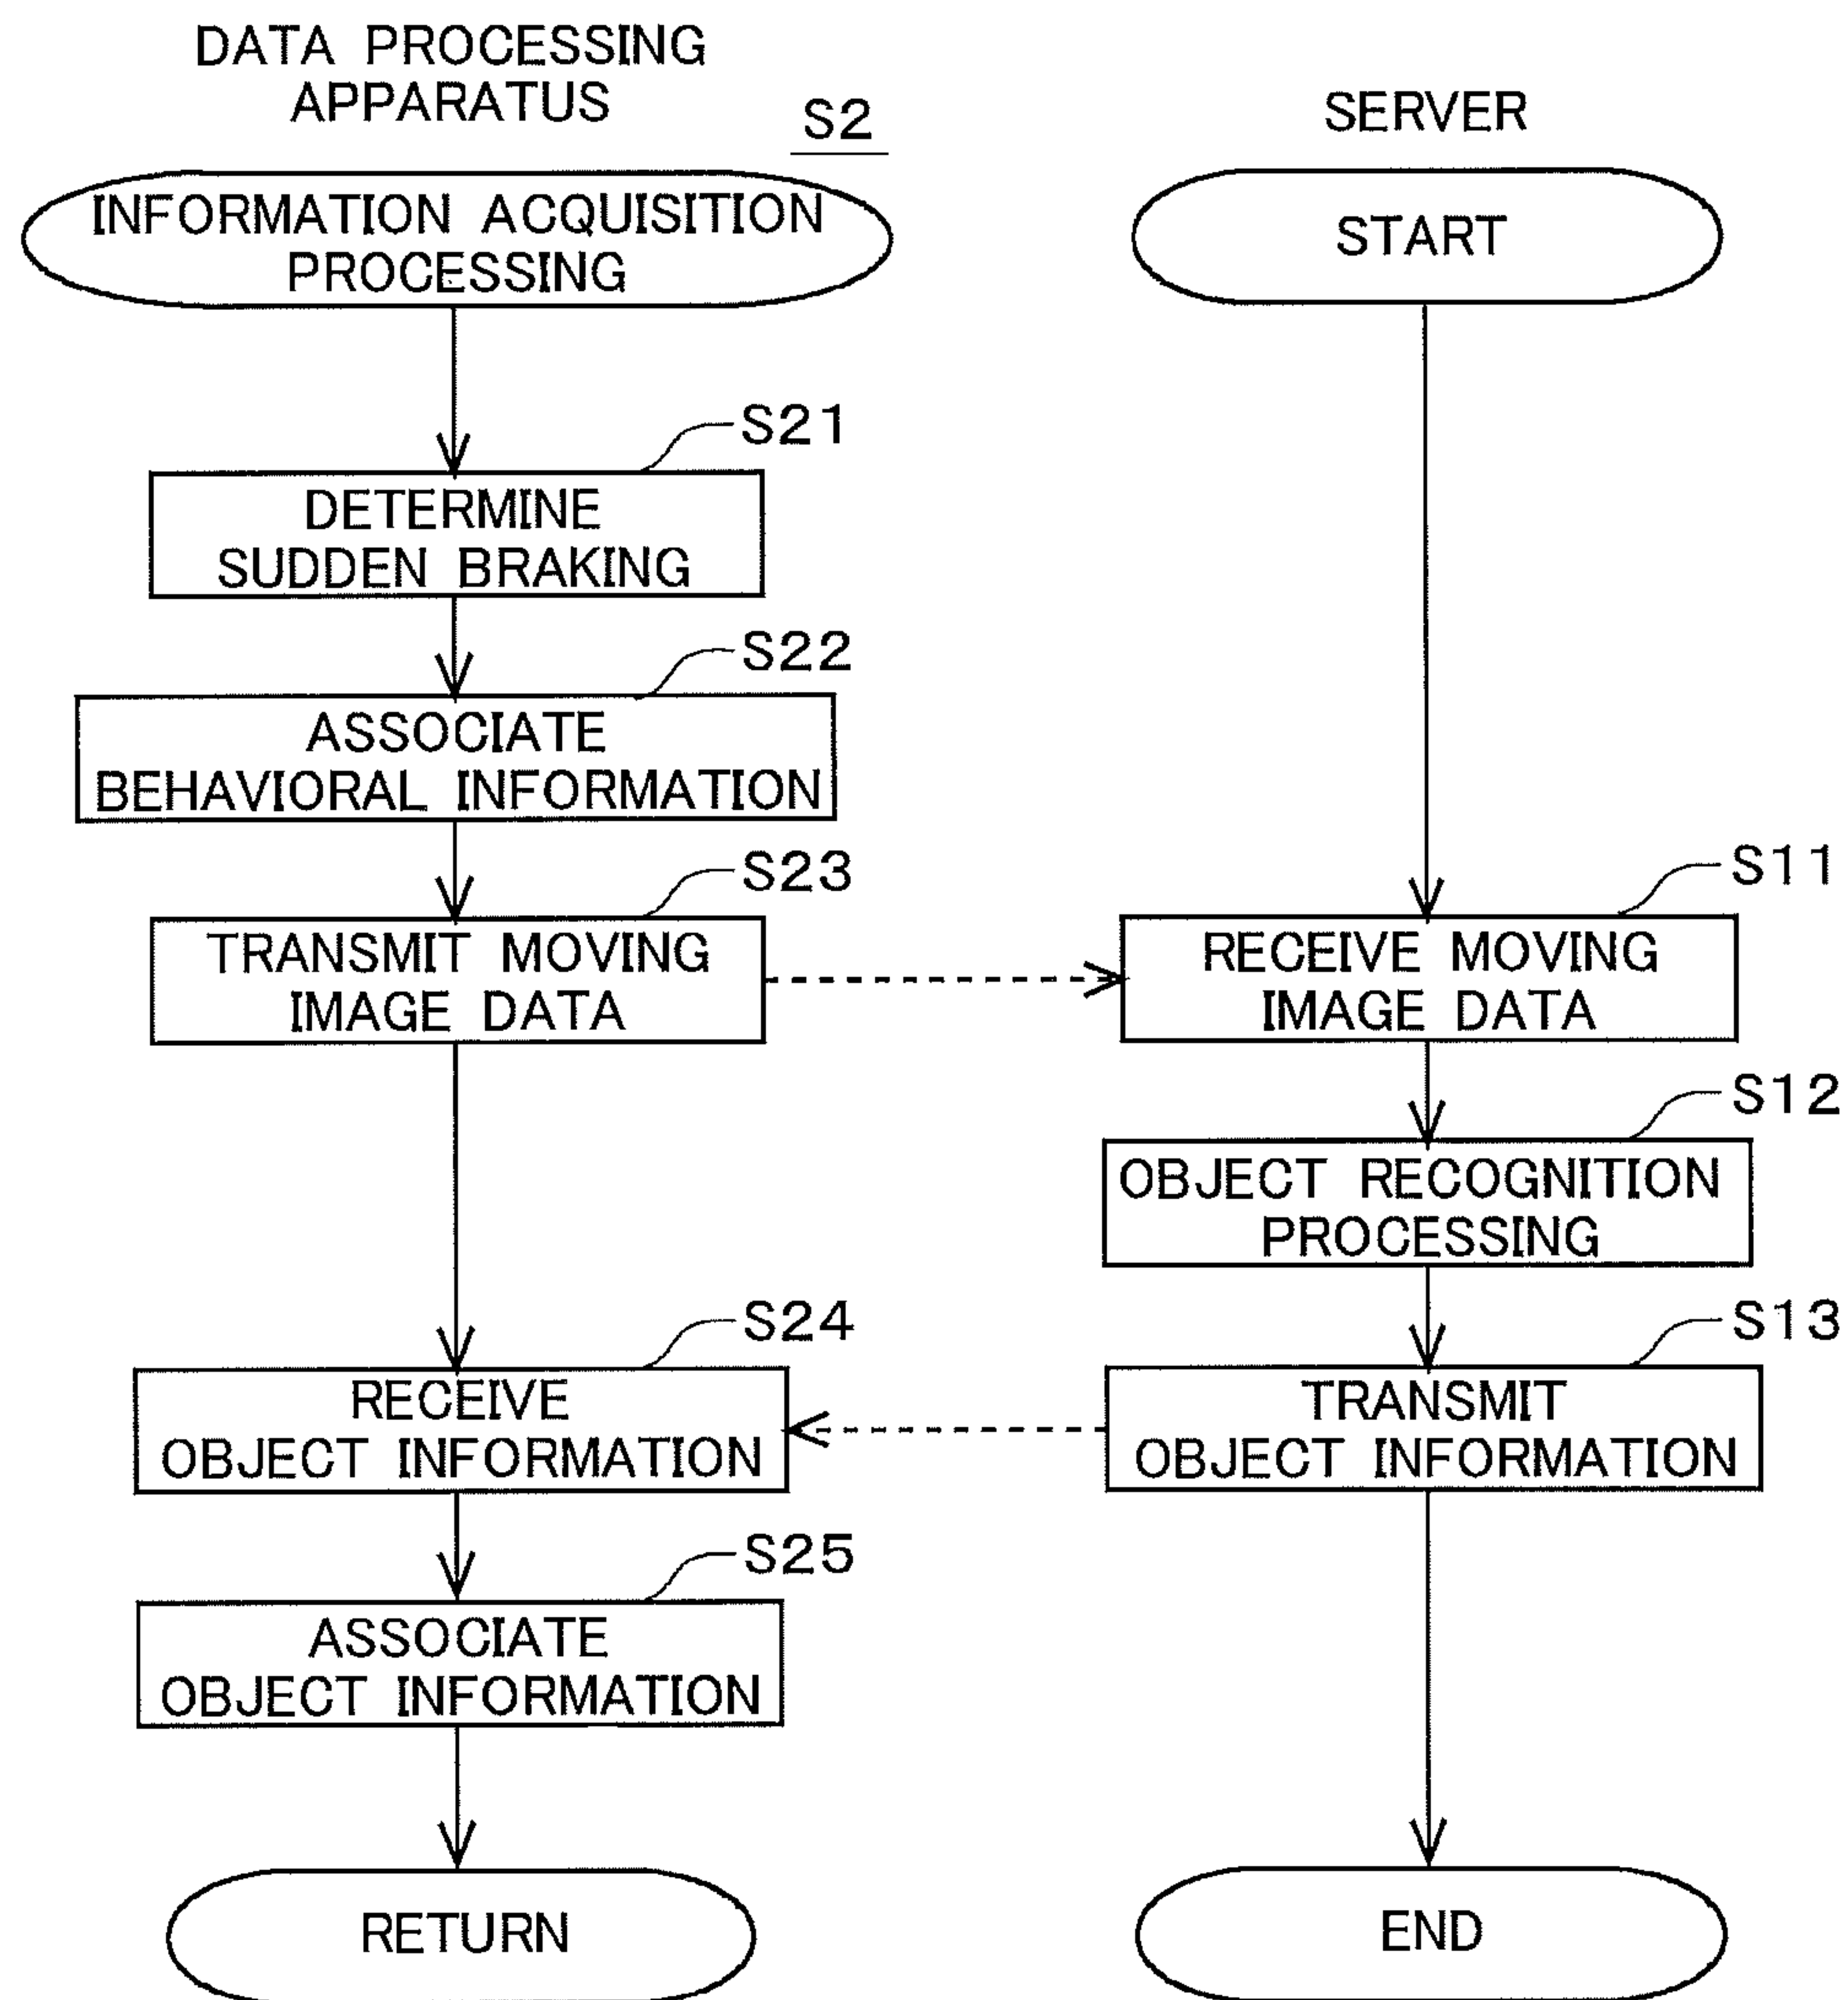 DATA PROCESSING
APPARATUS
S2
INFORMATION ACQUISITION
PROCESSING
S21
DETERMINE
SUDDEN BRAKING
S22
ASSOCIATE
BEHAVIORAL INFORMATION
S23
TRANSMIT MOVING
IMAGE DATA
S24
RECEIVE
OBJECT INFORMATION
S25
ASSOCIATE
OBJECT INFORMATION
RETURN
SERVER
START
S11
RECEIVE MOVING
IMAGE DATA
S12
OBJECT RECOGNITION
PROCESSING
S13
TRANSMIT
OBJECT INFORMATION
END